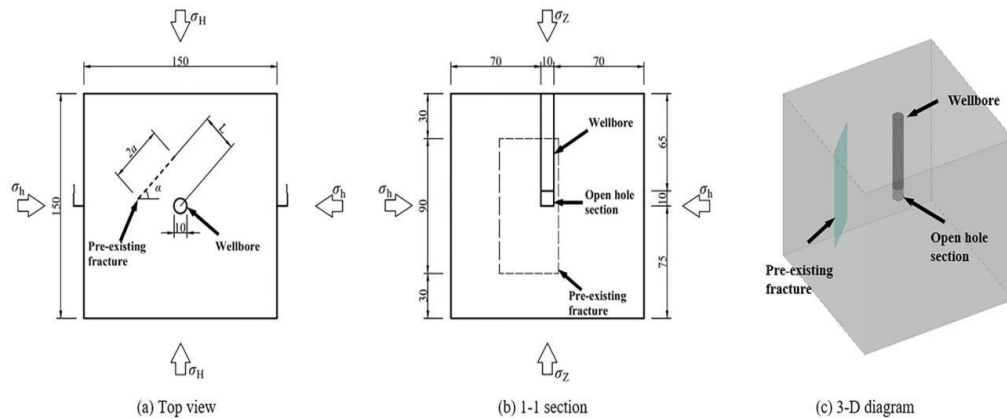 σH
150
150
2a
L
α
σh
σh
Pre-existing
fracture
10
Wellbore
σH
(a) Top view
σZ
70
10
70
30
90
30
65
10
75
σh
σh
Wellbore
Open hole
section
Pre-existing
fracture
σZ
(b) 1-1 section
Wellbore
Open hole
section
Pre-existing
fracture
(c) 3-D diagram